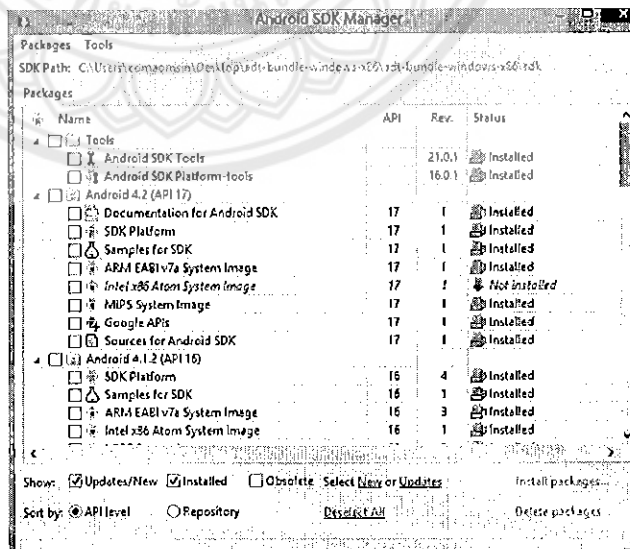 Android SDK Manager
Packages Tools
SDK Path: C:\Users\comaomsin\Desktop\adt-bundle-windows-x86\adt-bundle-windows-x86\sdk
Packages
Name API Rev. Status
Tools
Android SDK Tools 21.0.1 Installed
Android SDK Platform-tools 16.0.1 Installed
Android 4.2 (API 17)
Documentation for Android SDK 17 1 Installed
SDK Platform 17 1 Installed
Samples for SDK 17 1 Installed
ARM EABI v7a System Image 17 1 Installed
Intel x86 Atom System Image 17 1 Not installed
MIPS System Image 17 1 Installed
Google APIs 17 1 Installed
Sources for Android SDK 17 1 Installed
Android 4.1.2 (API 16)
SDK Platform 16 4 Installed
Samples for SDK 16 1 Installed
ARM EABI v7a System Image 16 3 Installed
Intel x86 Atom System Image 16 1 Installed
Show: Updates/New Installed Obsolete Select New or Updates Install packages...
Sort by: API level Repository Deselect All Delete packages...